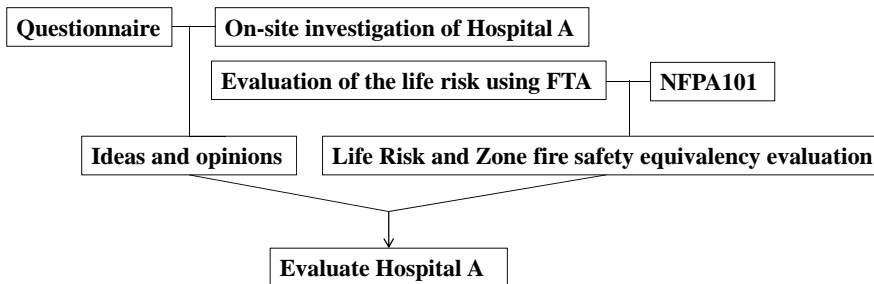 Questionnaire
On-site investigation of Hospital A
Evaluation of the life risk using FTA
NFPA101
Ideas and opinions
Life Risk and Zone fire safety equivalency evaluation
Evaluate Hospital A